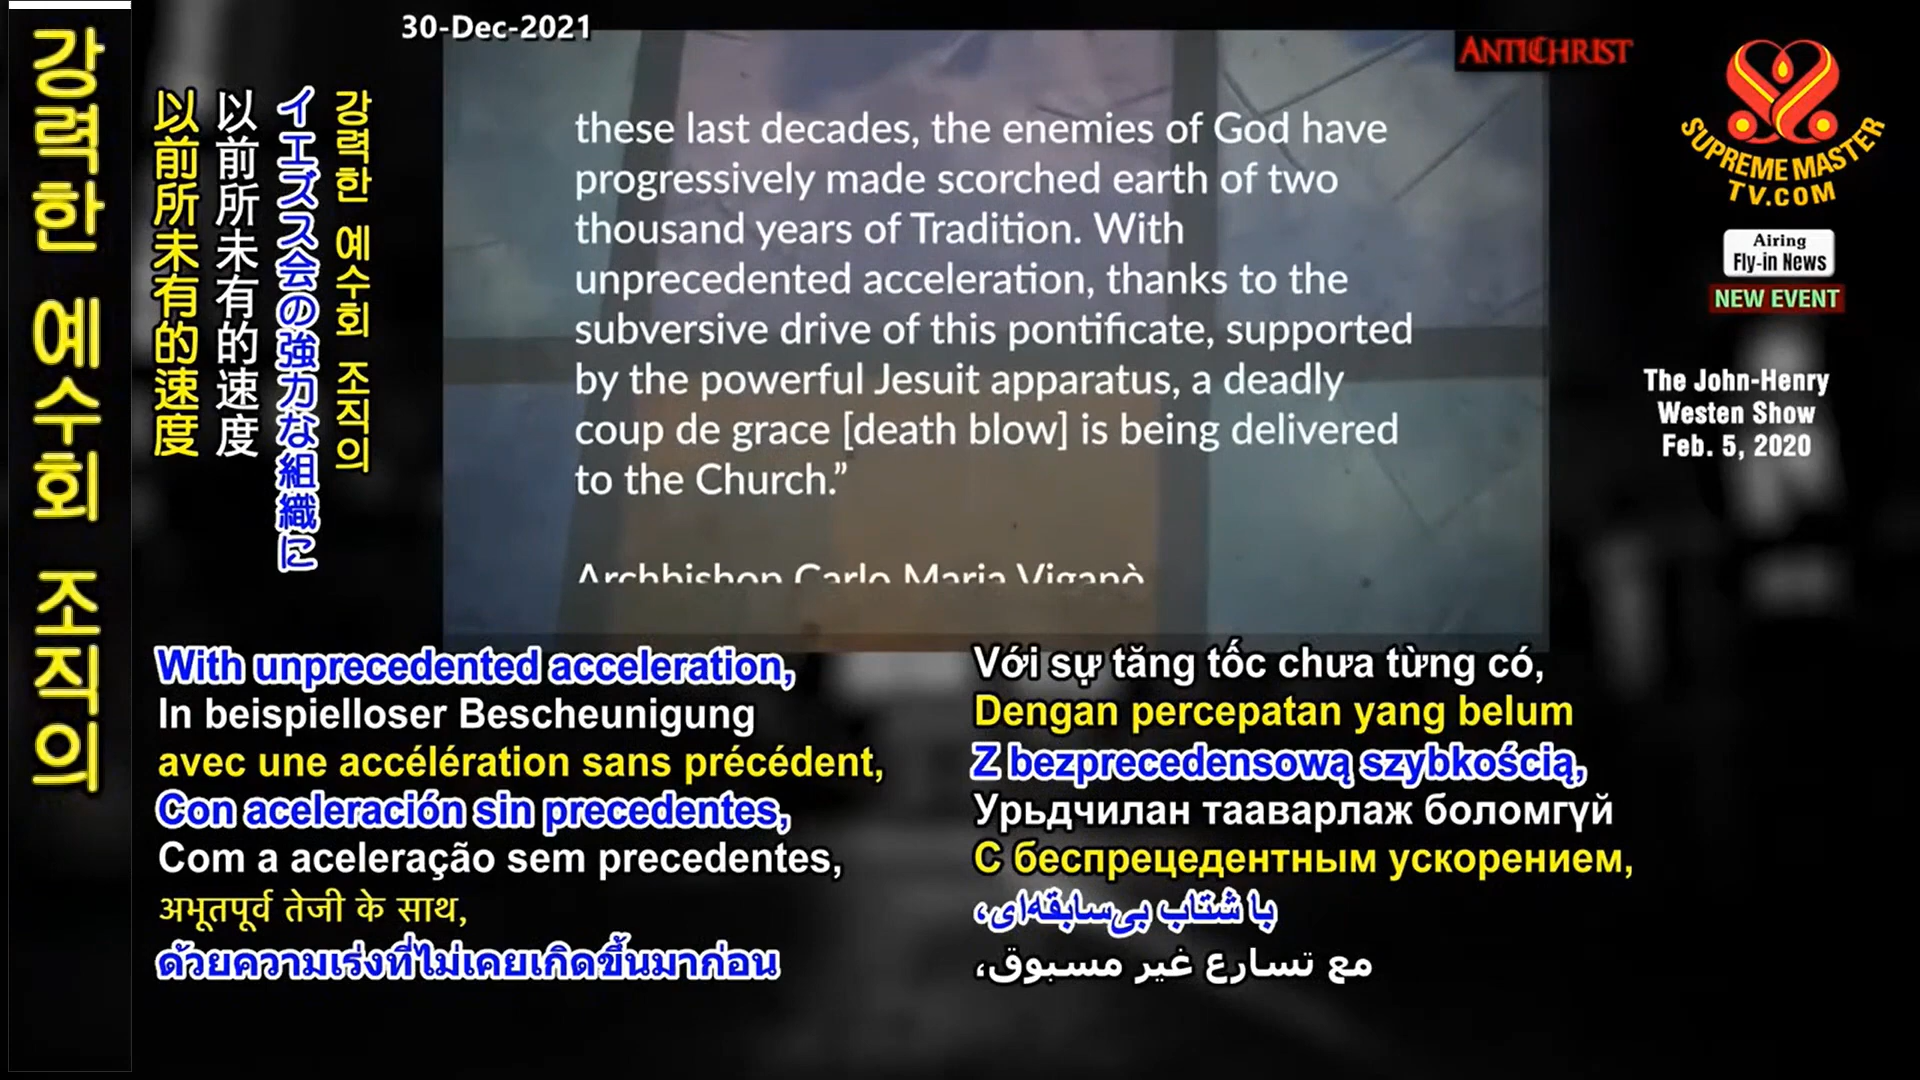 강력한 예수회 조직의
30-Dec-2021
ANTICHRIST
SUPREME MASTER
TV.COM
Airing
Fly-in News
NEW EVENT
The John-Henry
Westen Show
Feb. 5, 2020
강력한 예수회 조직의
イエズス会の強力な組織に
以前所未有的速度
以前所未有的速度
these last decades, the enemies of God have
progressively made scorched earth of two
thousand years of Tradition. With
unprecedented acceleration, thanks to the
subversive drive of this pontificate, supported
by the powerful Jesuit apparatus, a deadly
coup de grace [death blow] is being delivered
to the Church.”
Archbishop Carlo Maria Viganò
With unprecedented acceleration,
In beispielloser Bescheunigung
avec une accélération sans précédent,
Con aceleración sin precedentes,
Com a aceleração sem precedentes,
अभूतपूर्व तेजी के साथ,
ด้วยความเร่งที่ไม่เคยเกิดขึ้นมาก่อน
Với sự tăng tốc chưa từng có,
Dengan percepatan yang belum
Z bezprecedensową szybkością,
Урьдчилан тааварлаж боломгүй
С беспрецедентным ускорением,
با شتاب بی‌سابقه‌ای،
مع تسارع غير مسبوق،